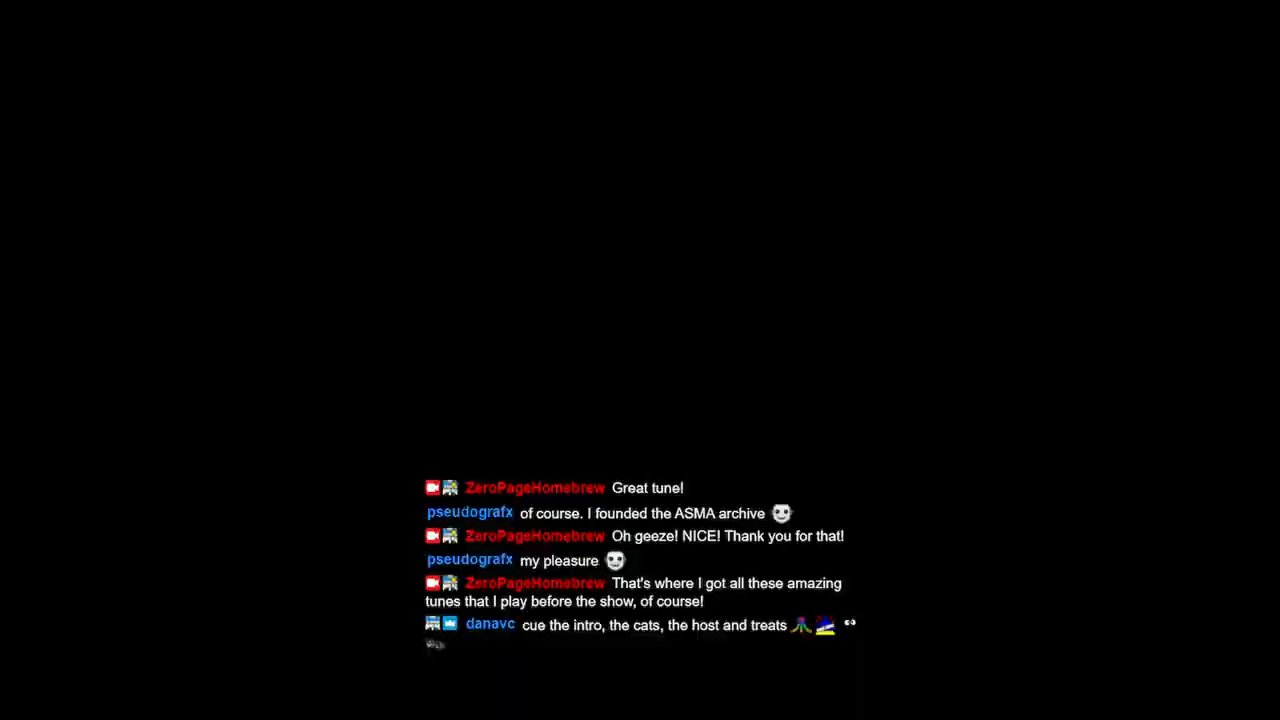 ZeroPageHomebrew Great tune!
pseudografx of course. I founded the ASMA archive
ZeroPageHomebrew Oh geeze! NICE! Thank you for that!
pseudografx my pleasure
ZeroPageHomebrew That's where I got all these amazing
tunes that I play before the show, of course!
danavc cue the intro, the cats, the host and treats